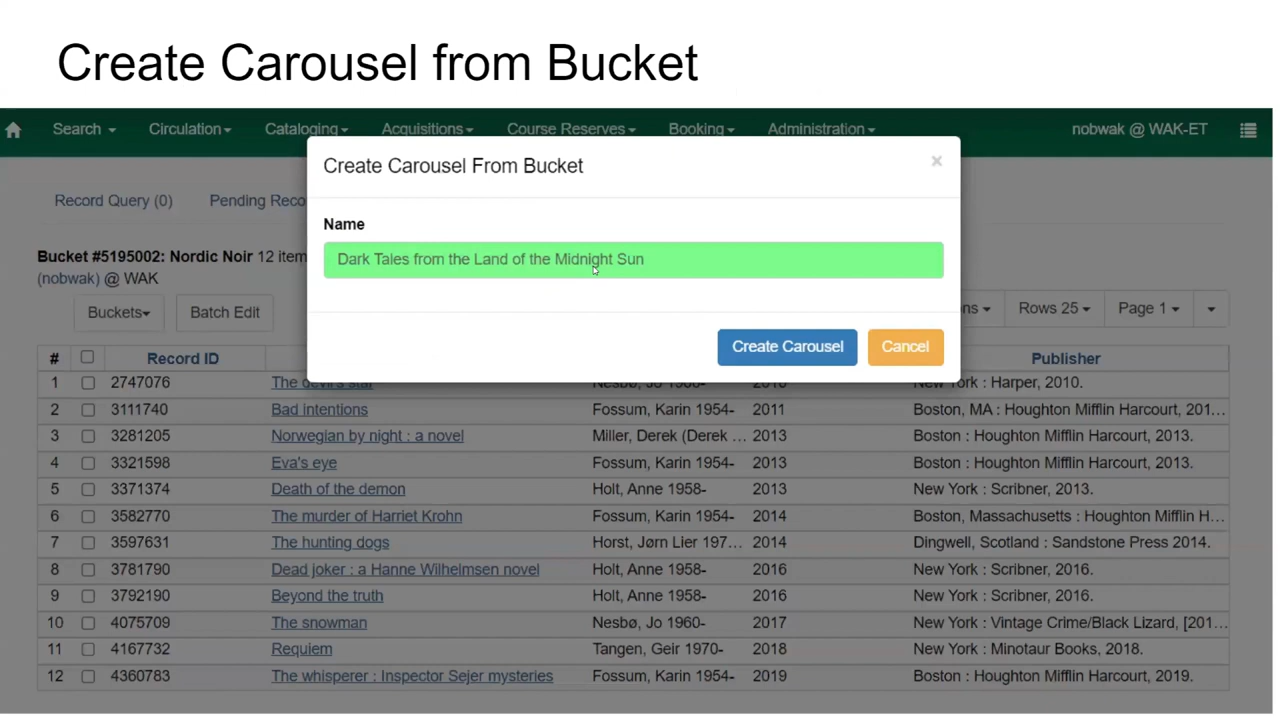 Create Carousel from Bucket
Search Circulation Cataloging Acquisitions Course Reserves Booking Administration nobwak @ WAK-ET
Create Carousel From Bucket ×
Record Query (0) Pending Reco
Name
Bucket #5195002: Nordic Noir 12 item
Dark Tales from the Land of the Midnight Sun
(nobwak) @ WAK
Buckets Batch Edit ns Rows 25 Page 1
Create Carousel Cancel
# Record ID Publisher
1 2747076 The devil's star Nesbø, Jo 1960- 2010 New York : Harper, 2010.
2 3111740 Bad intentions Fossum, Karin 1954- 2011 Boston, MA : Houghton Mifflin Harcourt, 201...
3 3281205 Norwegian by night : a novel Miller, Derek (Derek ... 2013 Boston : Houghton Mifflin Harcourt, 2013.
4 3321598 Eva's eye Fossum, Karin 1954- 2013 Boston : Houghton Mifflin Harcourt, 2013.
5 3371374 Death of the demon Holt, Anne 1958- 2013 New York : Scribner, 2013.
6 3582770 The murder of Harriet Krohn Fossum, Karin 1954- 2014 Boston, Massachusetts : Houghton Mifflin H...
7 3597631 The hunting dogs Horst, Jørn Lier 197... 2014 Dingwell, Scotland : Sandstone Press 2014.
8 3781790 Dead joker : a Hanne Wilhelmsen novel Holt, Anne 1958- 2016 New York : Scribner, 2016.
9 3792190 Beyond the truth Holt, Anne 1958- 2016 New York : Scribner, 2016.
10 4075709 The snowman Nesbø, Jo 1960- 2017 New York : Vintage Crime/Black Lizard, [201...
11 4167732 Requiem Tangen, Geir 1970- 2018 New York : Minotaur Books, 2018.
12 4360783 The whisperer : Inspector Sejer mysteries Fossum, Karin 1954- 2019 Boston : Houghton Mifflin Harcourt, 2019.